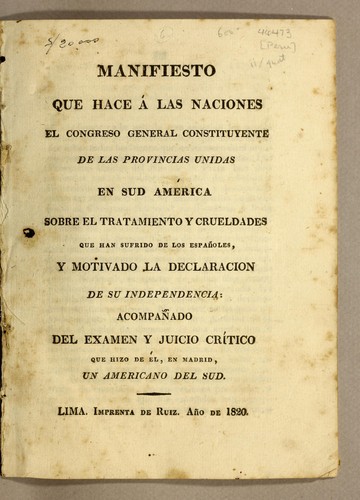 S/20000
MANIFIESTO
QUE HACE Á LAS NACIONES
EL CONGRESO GENERAL CONSTITUYENTE
DE LAS PROVINCIAS UNIDAS
EN SUD AMÉRICA
SOBRE EL TRATAMIENTO Y CRUELDADES
QUE HAN SUFRIDO DE LOS ESPAÑOLES,
Y MOTIVADO LA DECLARACION
DE SU INDEPENDENCIA:
ACOMPAÑADO
DEL EXAMEN Y JUICIO CRÍTICO
QUE HIZO DE ÉL, EN MADRID,
UN AMERICANO DEL SUD.
LIMA. IMPRENTA DE RUIZ. AÑO DE 1820.